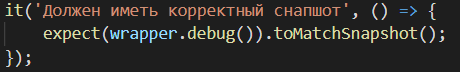 it('Должен иметь корректный снапшот', () => {
    expect(wrapper.debug()).toMatchSnapshot();
});